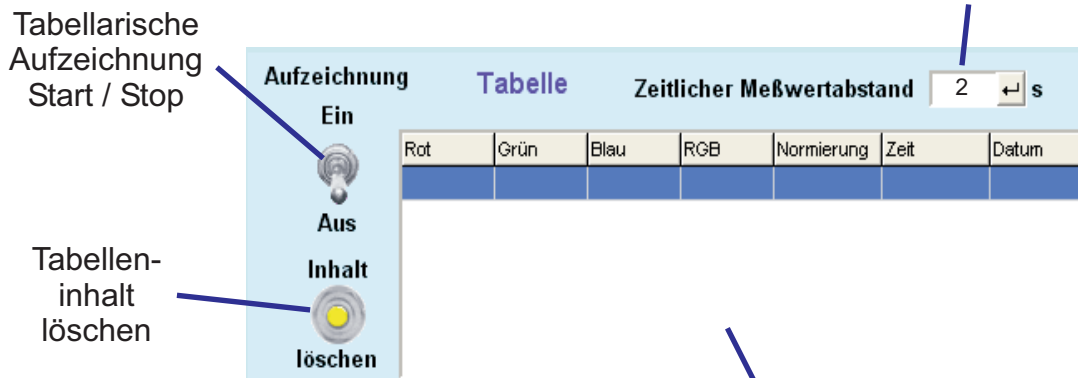 Tabellarische
Aufzeichnung
Start / Stop
Aufzeichnung
Tabelle
Zeitlicher Meßwertabstand 2 s
Ein
Aus
Rot Grün Blau RGB Normierung Zeit Datum
Tabellen-
inhalt
löschen
Inhalt
löschen